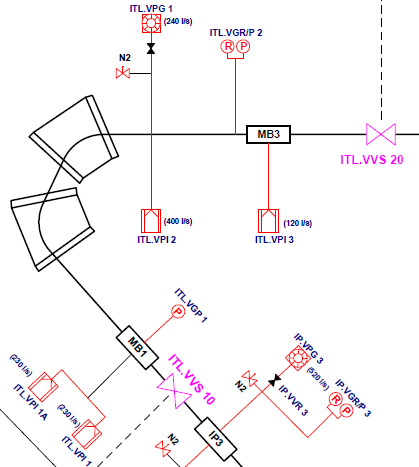 ITL.VPG 1
(240 l/s)
N2
ITL.VGR/P 2
R P
MB3
ITL.VVS 20
(400 l/s)
ITL.VPI 2
(120 l/s)
ITL.VPI 3
ITL.VGP 1
P
MB1
ITL.VVS 10
(230 l/s)
ITL.VPI 1A
(230 l/s)
ITL.VPI 1
N2
IP3
N2
IP.VPG 3
(520 l/s)
IP.VVR 3
R P
IP.VGR/P 3